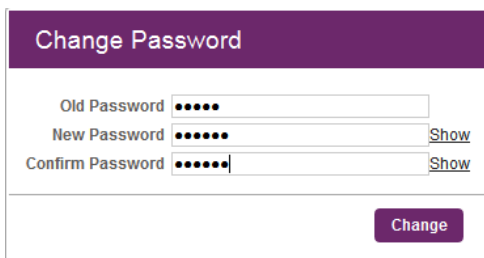 Change Password
Old Password •••••
New Password •••••• Show
Confirm Password •••••• Show
Change